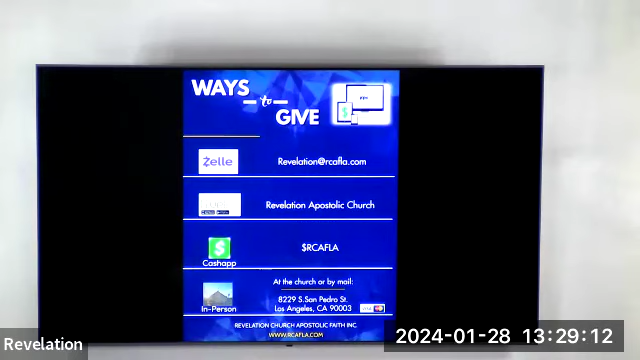 WAYS
to
GIVE
Zelle
Revelation@rcafla.com
Revelation Apostolic Church
$
$RCAFLA
Cashapp
At the church or by mail:
8229 S.San Pedro St.
Los Angeles, CA 90003
In-Person
REVELATION CHURCH APOSTOLIC FAITH INC.
WWW.RCAFLA.COM
Revelation
2024-01-28 13:29:12